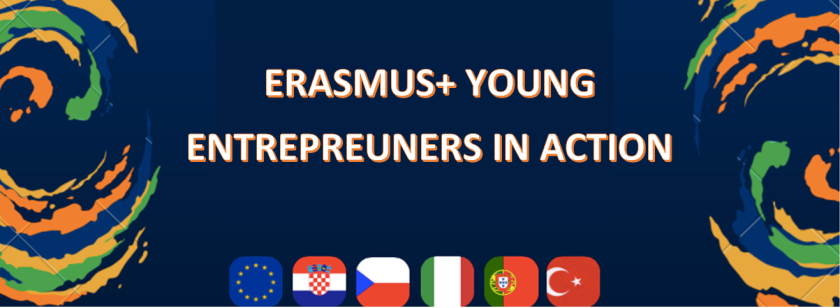 ERASMUS+ YOUNG
ENTREPREUNERS IN ACTION